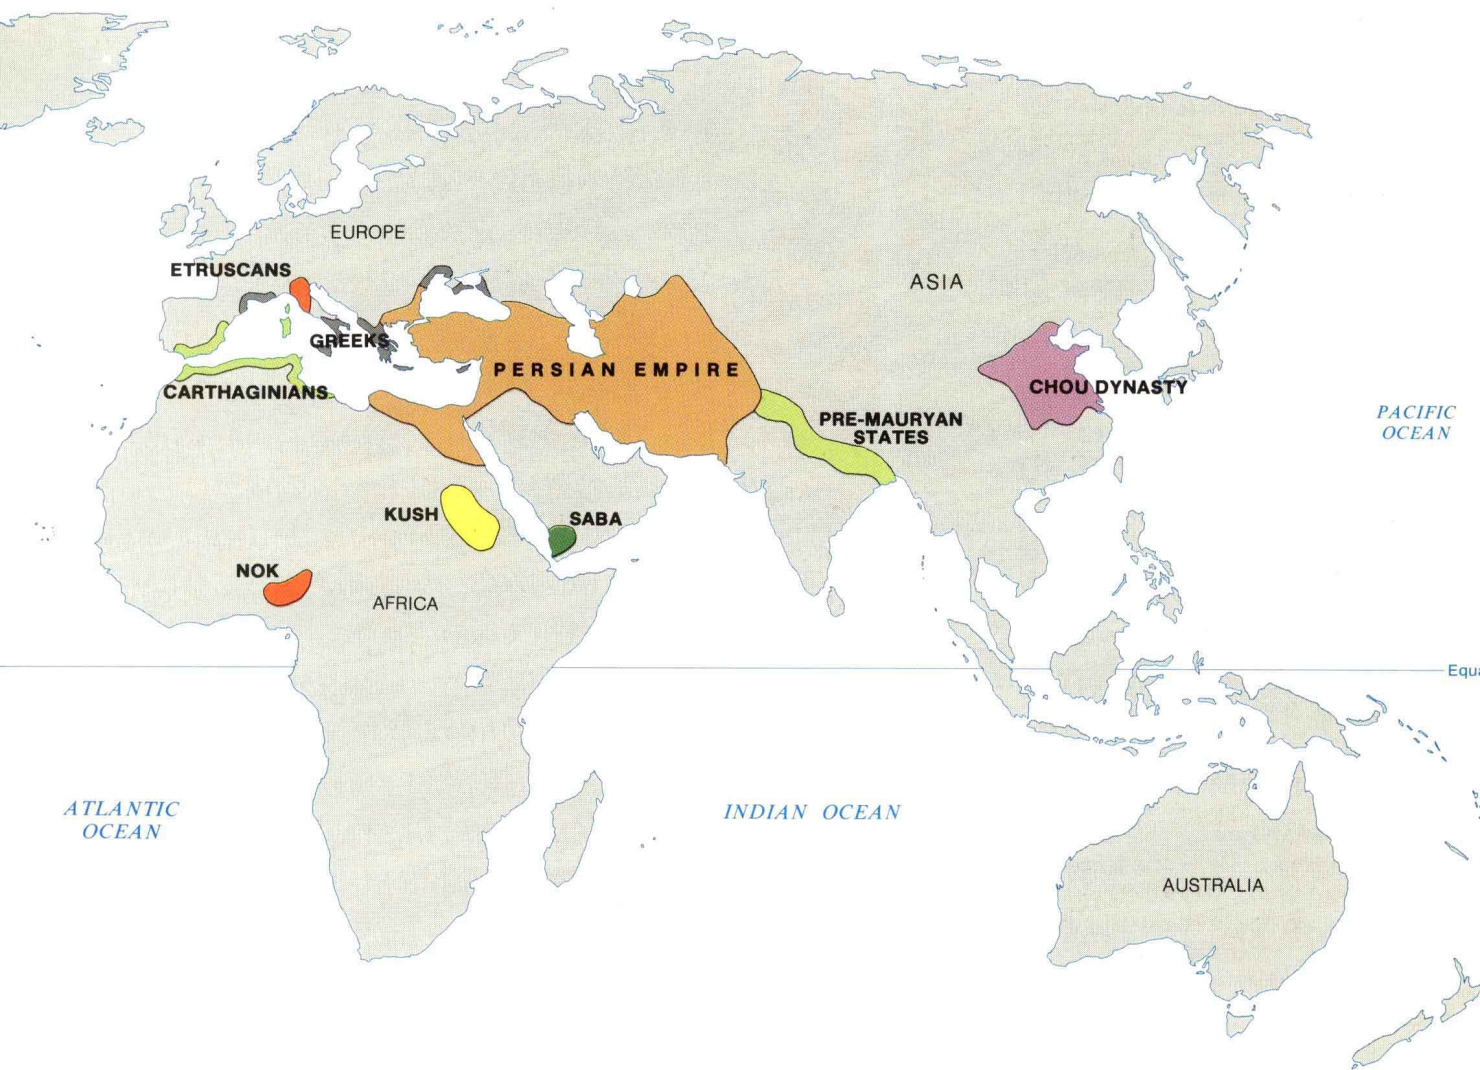 EUROPE
ETRUSCANS
ASIA
GREEKS
PERSIAN EMPIRE
CARTHAGINIANS
CHOU DYNASTY
PRE-MAURYAN
STATES
PACIFIC
OCEAN
KUSH
SABA
NOK
AFRICA
Equa
ATLANTIC
OCEAN
INDIAN OCEAN
AUSTRALIA